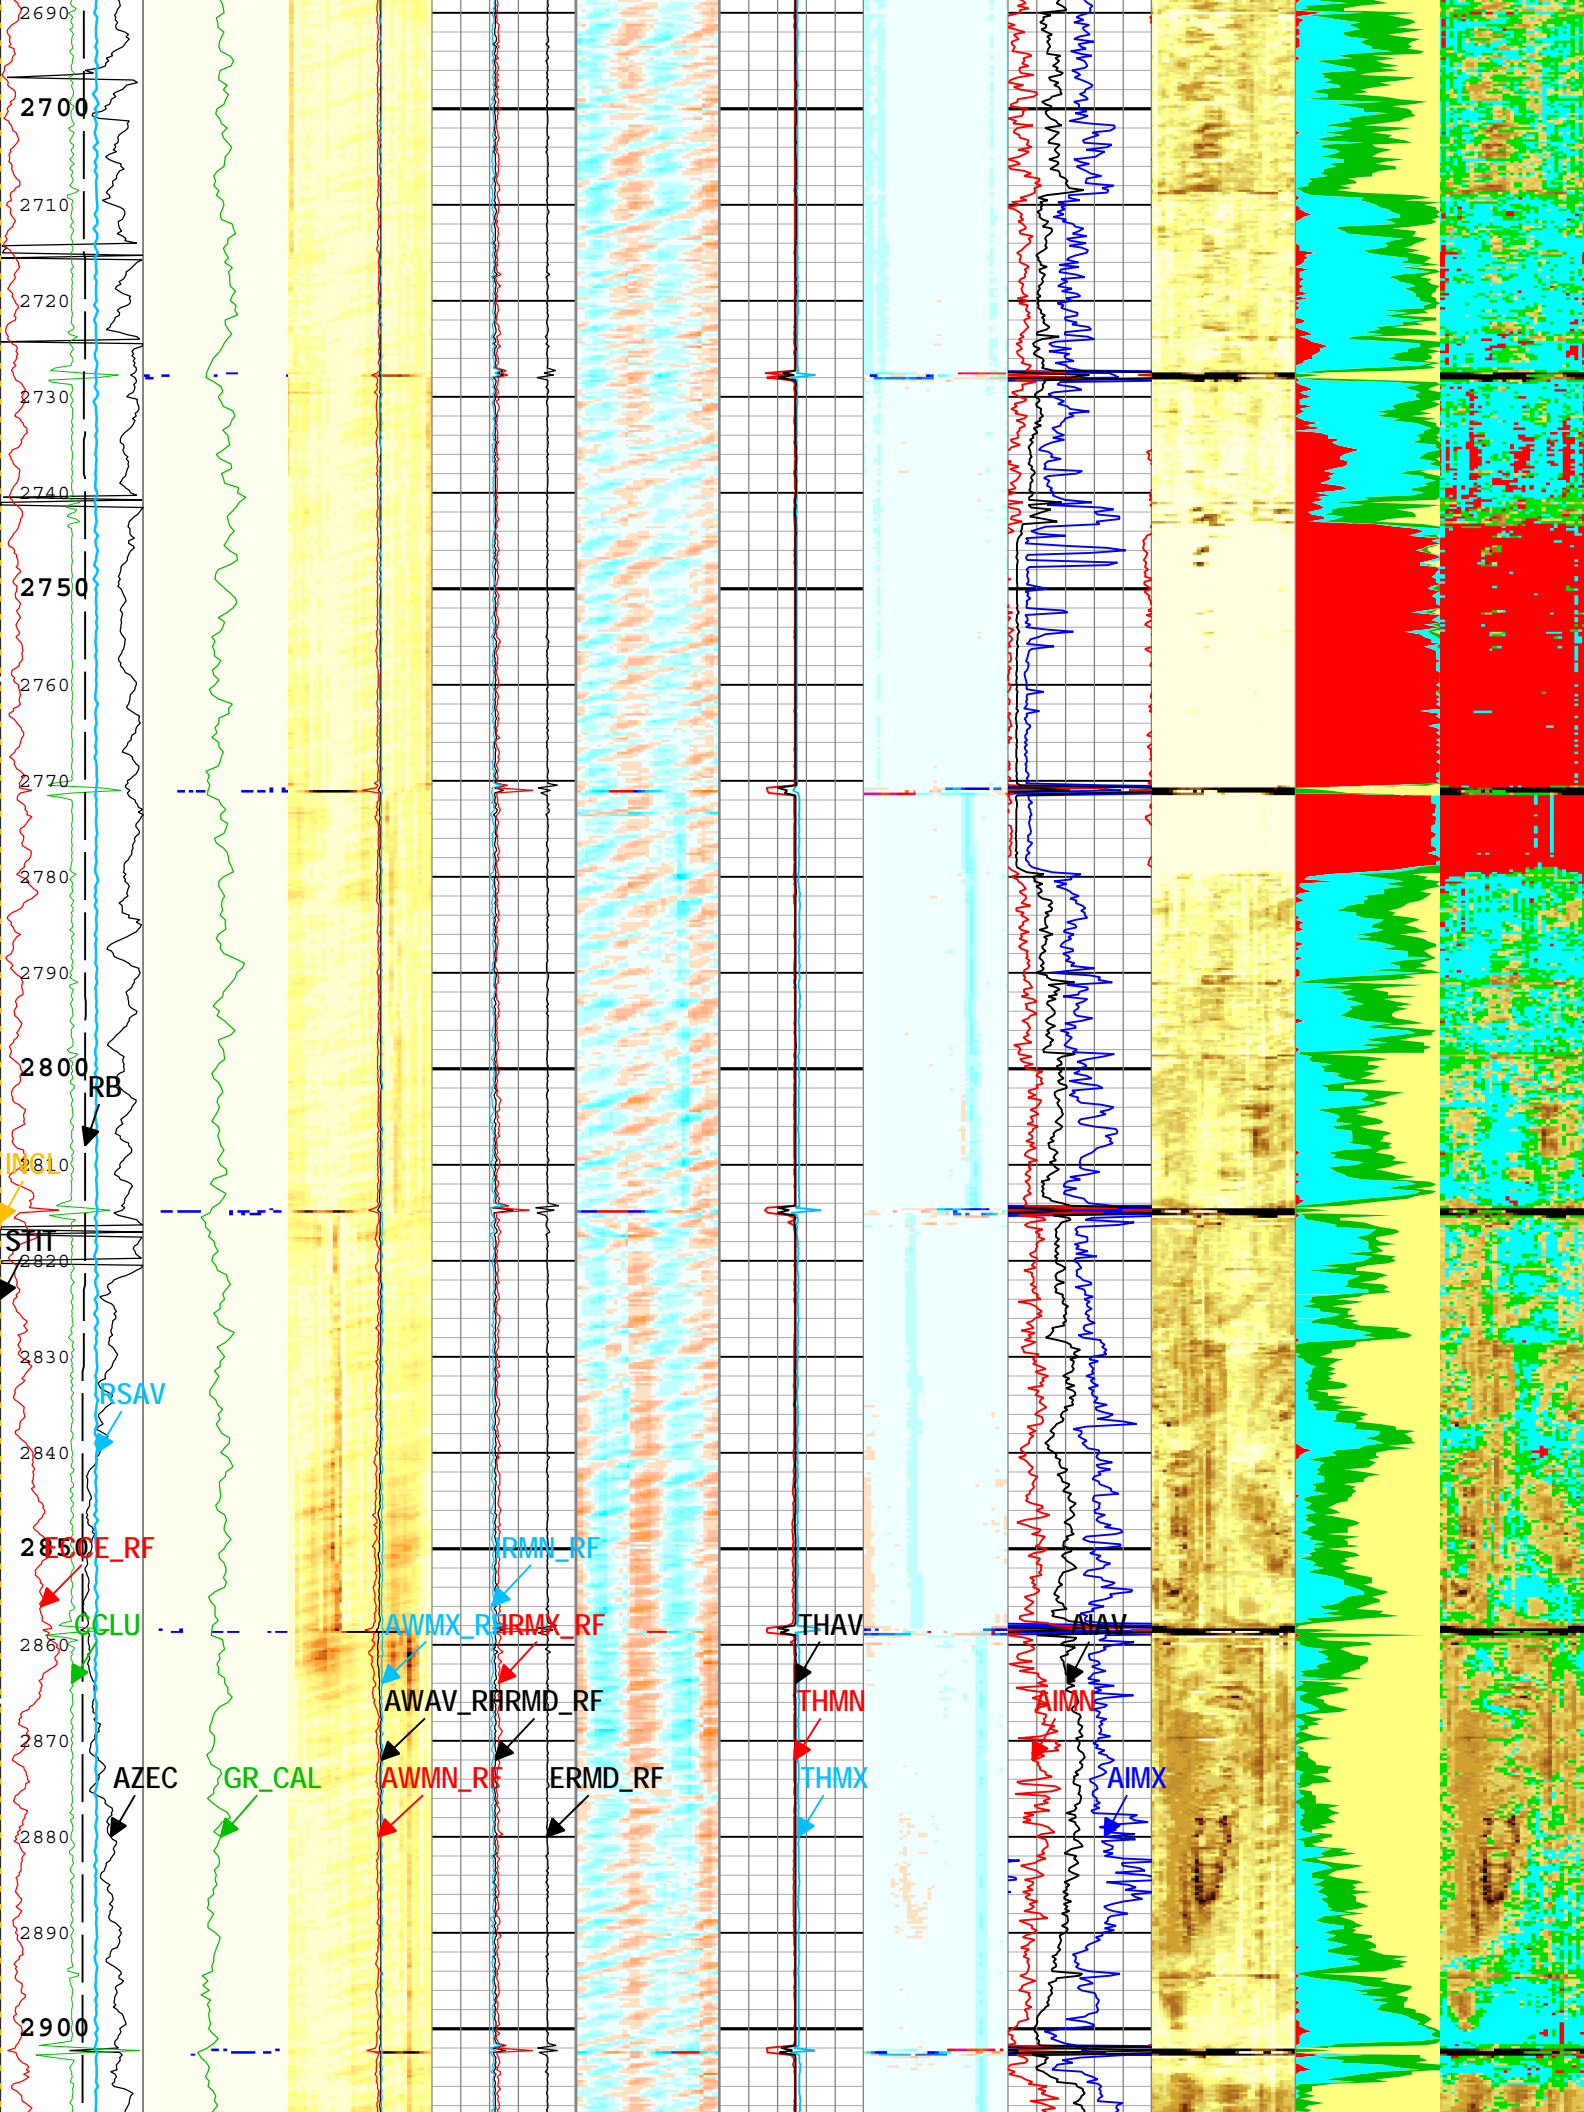 2690
2700
2710
2720
2730
2740
2750
2760
2770
2780
2790
2800
RB
INCL
2810
STIT
2820
2830
RSAV
2840
2850
ECCE_RF
IRMN_RF
CCLU
AWMX_RF
IRMX_RF
THAV
AIAV
2860
AWAV_RF
IRMD_RF
THMN
AIMN
2870
AZEC
GR_CAL
AWMN_RF
ERMD_RF
THMX
AIMX
2880
2890
2900